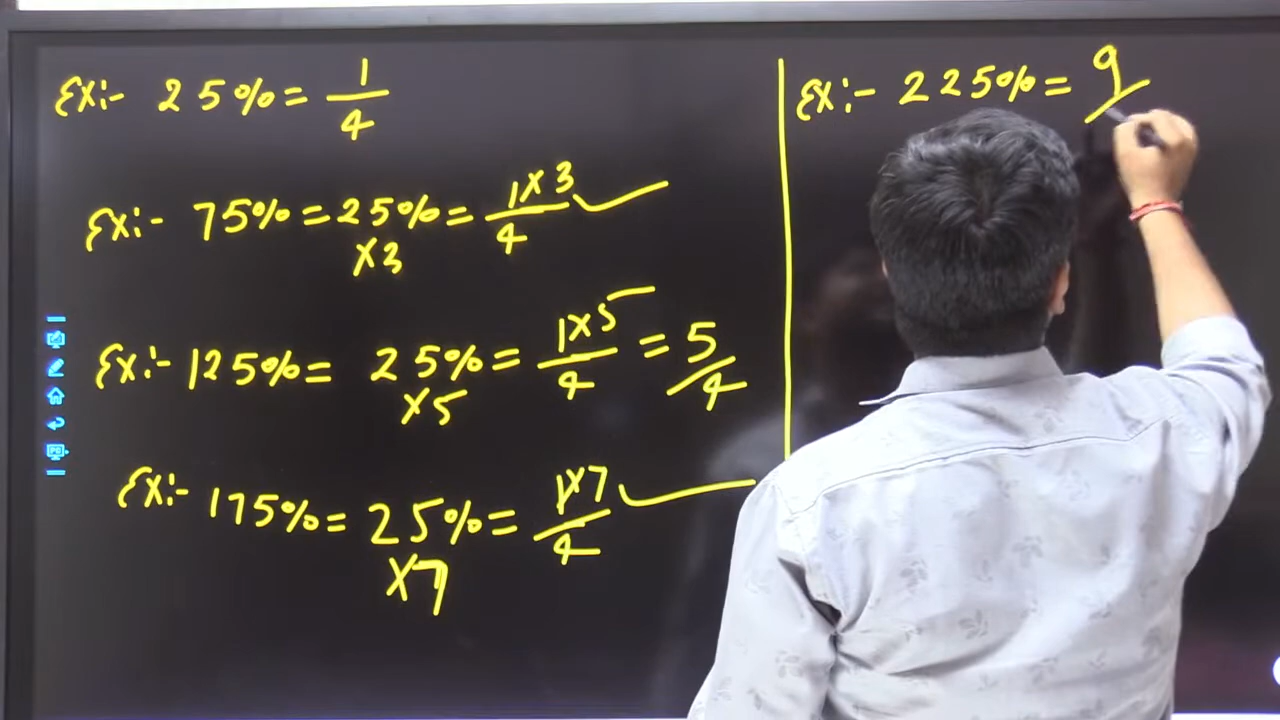 Ex:- 25% = 1/4
Ex:- 75% = 25% = 1×3/4
×3
Ex:- 125% = 25% = 1×5/4 = 5/4
×5
Ex:- 175% = 25% = 1×7/4
×7
Ex:- 225% = 9/